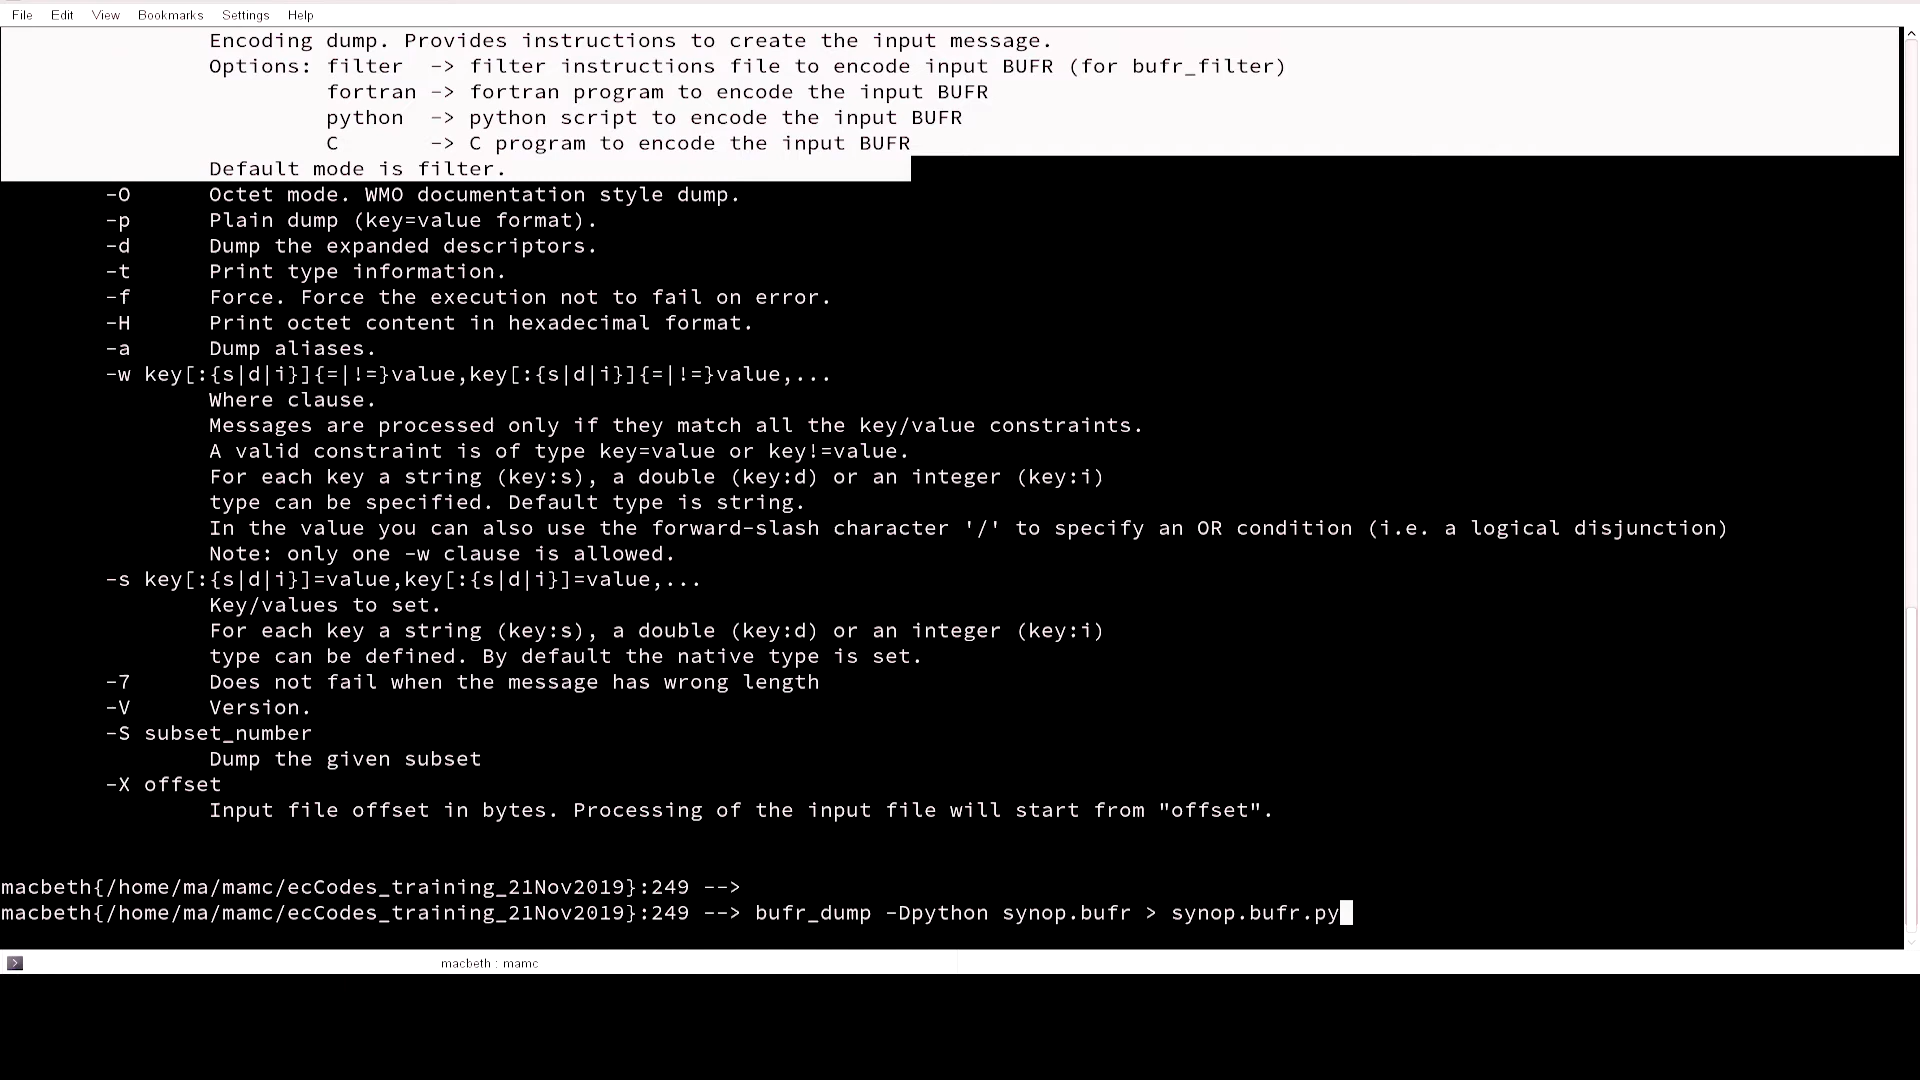 File Edit View Bookmarks Settings Help
Encoding dump. Provides instructions to create the input message.
Options: filter -> filter instructions file to encode input BUFR (for bufr_filter)
fortran -> fortran program to encode the input BUFR
python -> python script to encode the input BUFR
C -> C program to encode the input BUFR
Default mode is filter.
-O Octet mode. WMO documentation style dump.
-p Plain dump (key=value format).
-d Dump the expanded descriptors.
-t Print type information.
-f Force. Force the execution not to fail on error.
-H Print octet content in hexadecimal format.
-a Dump aliases.
-w key[:{s|d|i}]{=|!=}value,key[:{s|d|i}]{=|!=}value,...
Where clause.
Messages are processed only if they match all the key/value constraints.
A valid constraint is of type key=value or key!=value.
For each key a string (key:s), a double (key:d) or an integer (key:i)
type can be specified. Default type is string.
In the value you can also use the forward-slash character '/' to specify an OR condition (i.e. a logical disjunction)
Note: only one -w clause is allowed.
-s key[:{s|d|i}]=value,key[:{s|d|i}]=value,...
Key/values to set.
For each key a string (key:s), a double (key:d) or an integer (key:i)
type can be defined. By default the native type is set.
-7 Does not fail when the message has wrong length
-V Version.
-S subset_number
Dump the given subset
-X offset
Input file offset in bytes. Processing of the input file will start from "offset".
macbeth{/home/ma/mamc/ecCodes_training_21Nov2019}:249 -->
macbeth{/home/ma/mamc/ecCodes_training_21Nov2019}:249 --> bufr_dump -Dpython synop.bufr > synop.bufr.py
macbeth : mamc